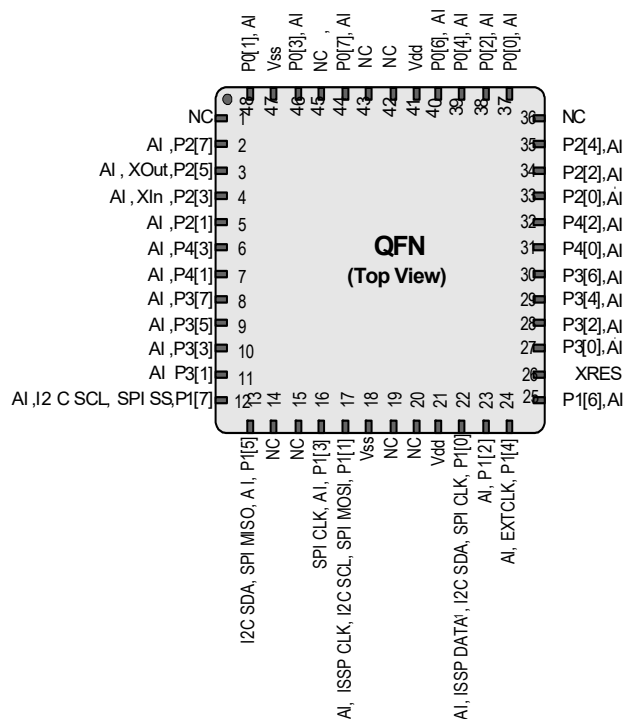 P0[1], AI
Vss
P0[3], AI
NC ,
P0[7], AI
NC
NC
Vdd
P0[6], AI
P0[4], AI
P0[2], AI
P0[0], AI
48
47
46
45
44
43
42
41
40
39
38
37
NC 1
AI ,P2[7] 2
AI , XOut,P2[5] 3
AI , XIn ,P2[3] 4
AI ,P2[1] 5
AI ,P4[3] 6
AI ,P4[1] 7
AI ,P3[7] 8
AI ,P3[5] 9
AI ,P3[3] 10
AI P3[1] 11
AI ,I2 C SCL, SPI SS,P1[7] 12
QFN
(Top View)
36 NC
35 P2[4],AI
34 P2[2],AI
33 P2[0],AI
32 P4[2],AI
31 P4[0],AI
30 P3[6],AI
29 P3[4],AI
28 P3[2],AI
27 P3[0],AI
26 XRES
25 P1[6],AI
13
14
15
16
17
18
19
20
21
22
23
24
I2C SDA, SPI MISO, A I, P1[5]
NC
NC
SPI CLK, A I, P1[3]
AI, ISSP CLK, I2C SCL, SPI MOSI, P1[1]
Vss
NC
NC
Vdd
AI, ISSP DATA¹, I2C SDA, SPI CLK, P1[0]
AI, P1[2]
AI, EXTCLK, P1[4]